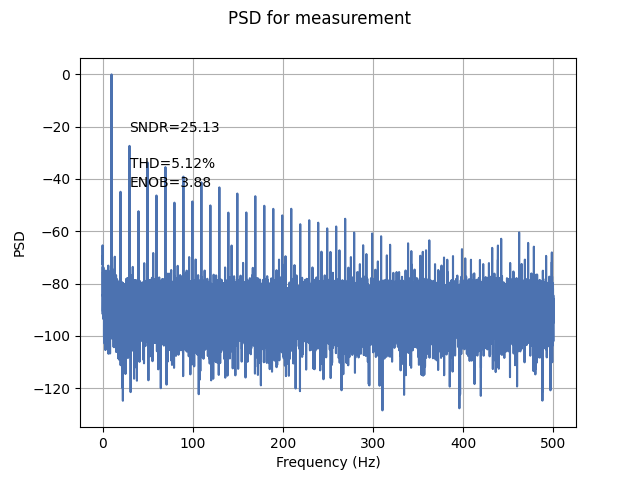 PSD for measurement
0
−20
−40
−60
−80
−100
−120
PSD
SNDR=25.13
THD=5.12%
ENOB=3.88
0 100 200 300 400 500
Frequency (Hz)